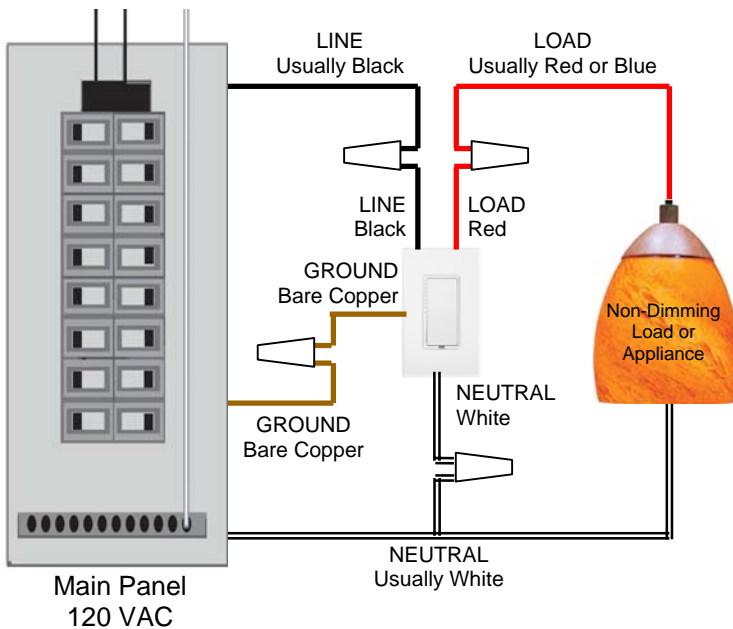 LINE
Usually Black
LOAD
Usually Red or Blue
LINE
Black
LOAD
Red
GROUND
Bare Copper
Non-Dimming
Load or
Appliance
NEUTRAL
White
GROUND
Bare Copper
NEUTRAL
Usually White
Main Panel
120 VAC